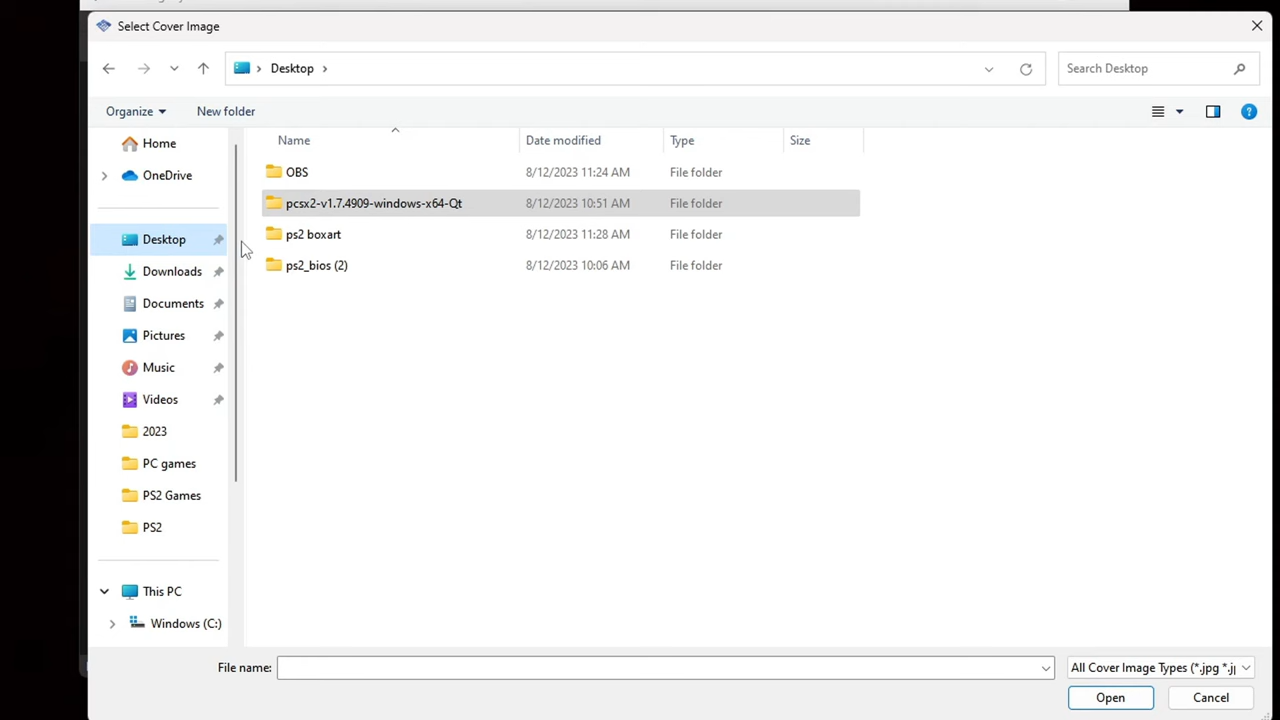 Select Cover Image
Desktop
Search Desktop
Organize
New folder
Name
Date modified
Type
Size
Home
OneDrive
Desktop
Downloads
Documents
Pictures
Music
Videos
2023
PC games
PS2 Games
PS2
This PC
Windows (C:)
OBS 8/12/2023 11:24 AM File folder
pcsx2-v1.7.4909-windows-x64-Qt 8/12/2023 10:51 AM File folder
ps2 boxart 8/12/2023 11:28 AM File folder
ps2_bios (2) 8/12/2023 10:06 AM File folder
File name:
All Cover Image Types (*.jpg *.j
Open
Cancel